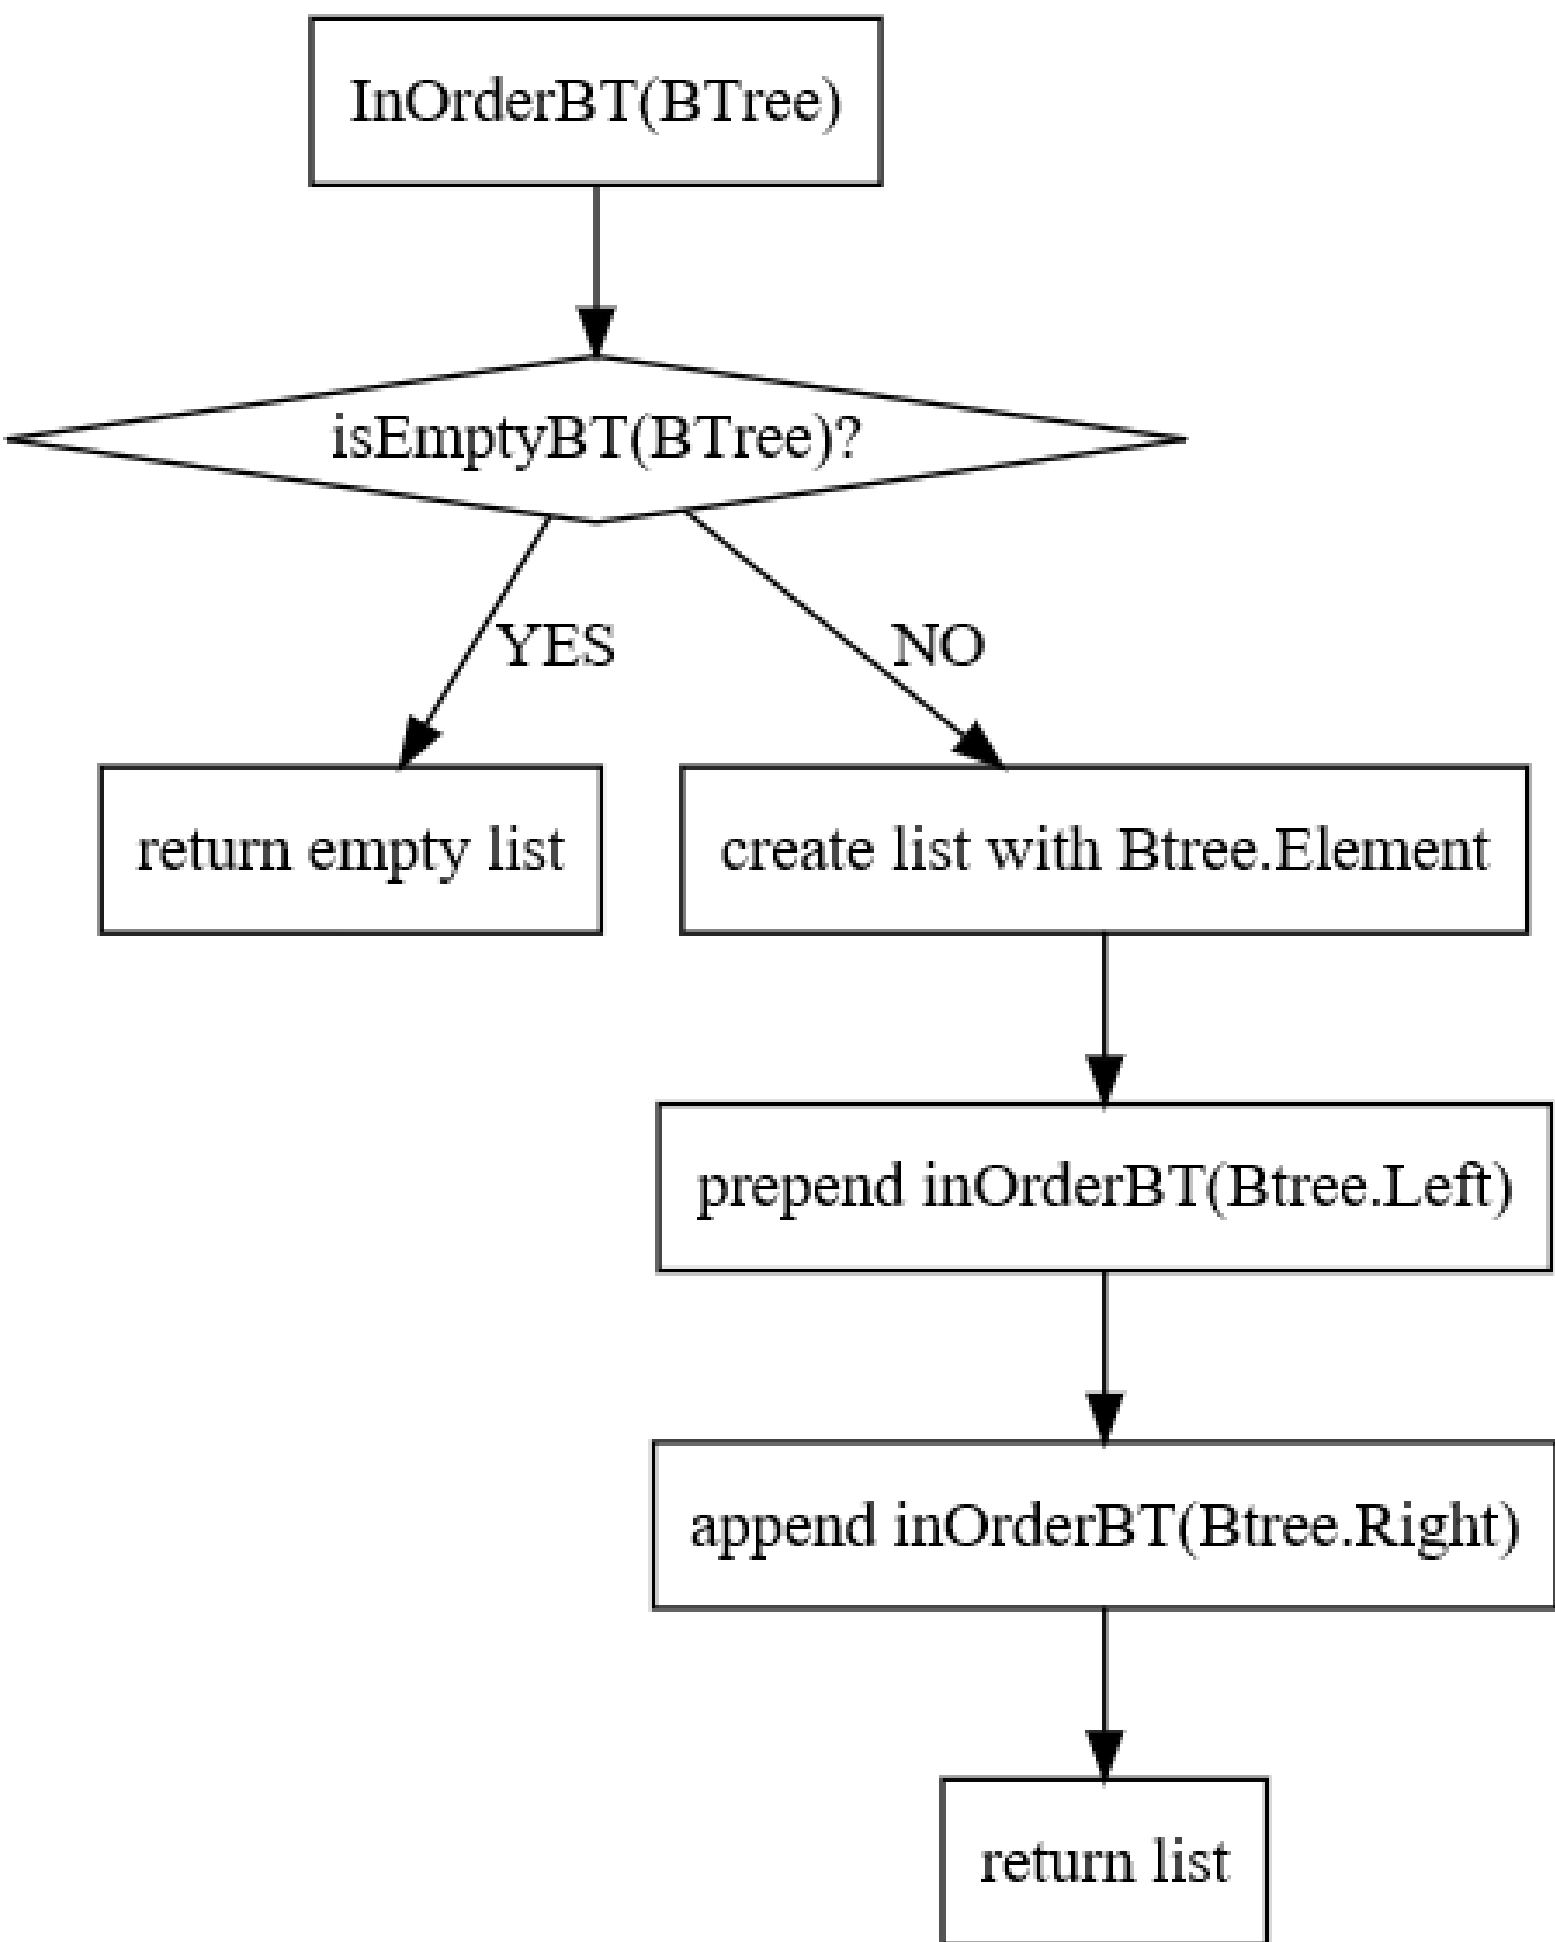 InOrderBT(BTree)
isEmptyBT(BTree)?
YES
NO
return empty list
create list with Btree.Element
prepend inOrderBT(Btree.Left)
append inOrderBT(Btree.Right)
return list